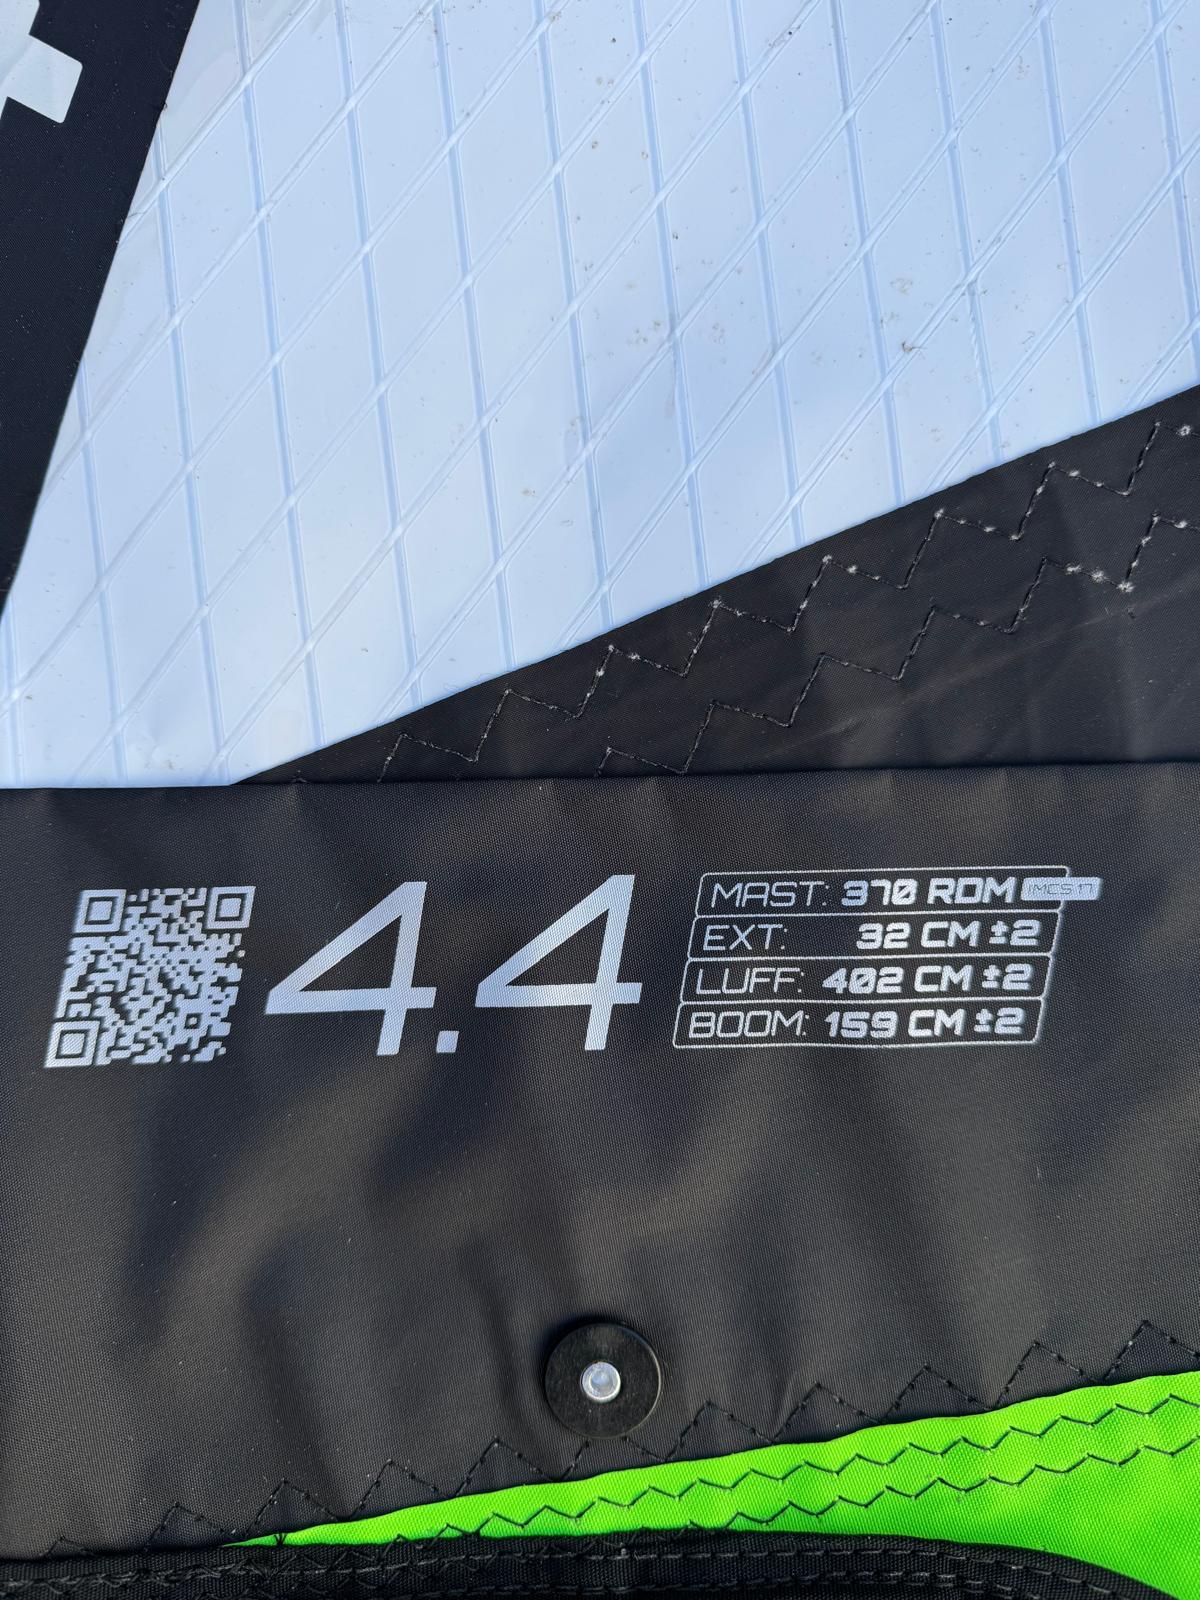 4.4
MAST: 370 RDM IMCS 17
EXT: 32 CM ±2
LUFF: 402 CM ±2
BOOM: 159 CM ±2